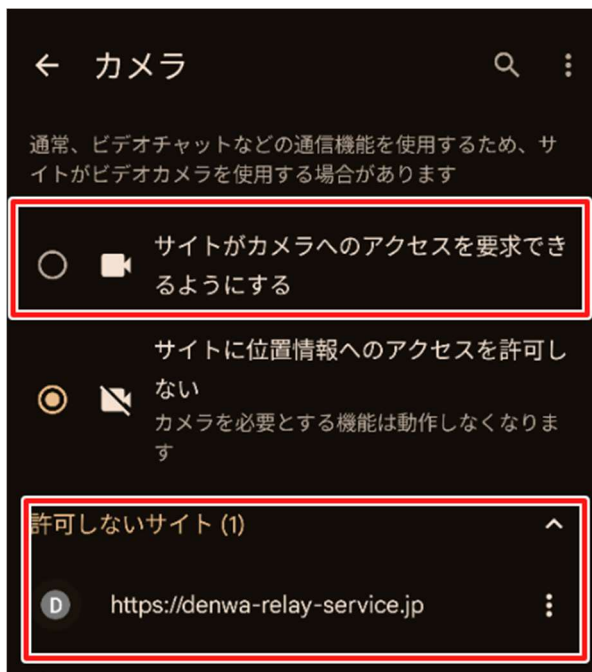 カメラ
通常、ビデオチャットなどの通信機能を使用するため、サ
イトがビデオカメラを使用する場合があります
サイトがカメラへのアクセスを要求でき
るようにする
サイトに位置情報へのアクセスを許可し
ない
カメラを必要とする機能は動作しなくなりま
す
許可しないサイト (1)
D https://denwa-relay-service.jp